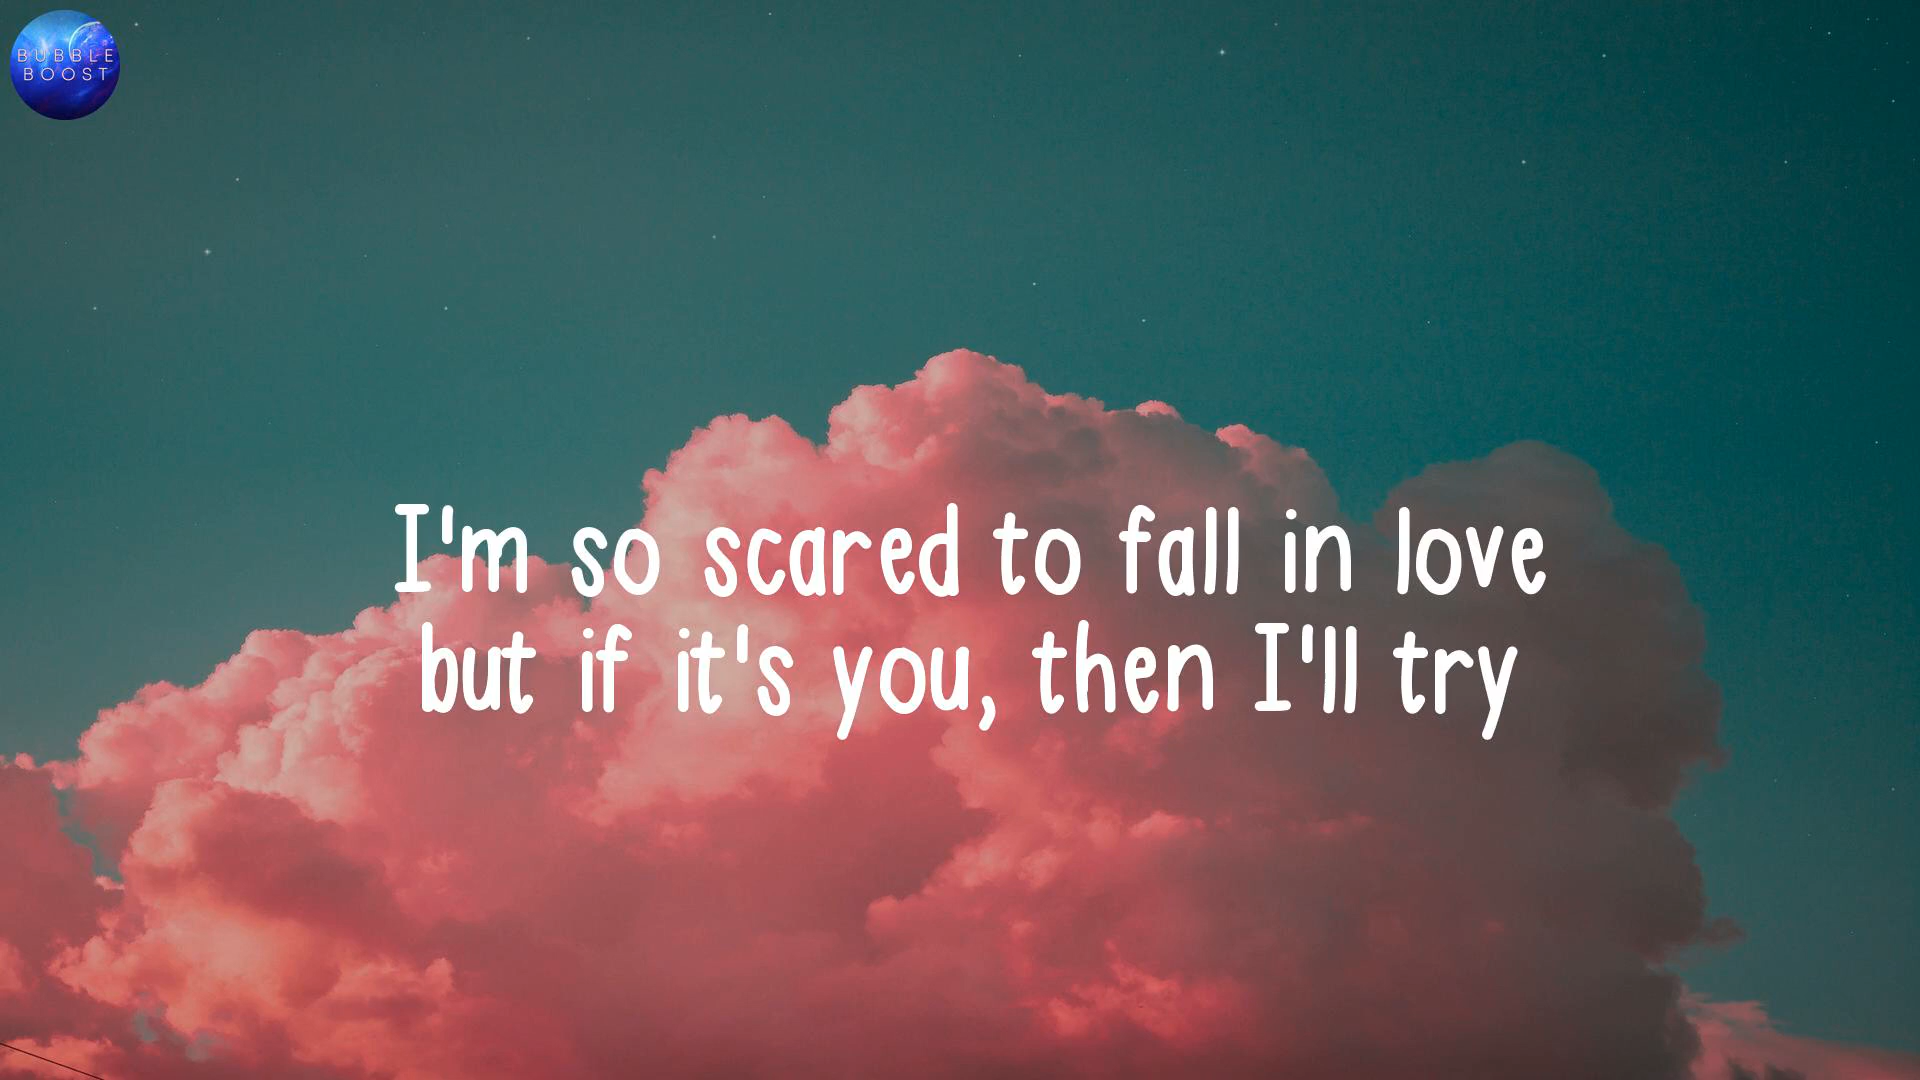 BUBBLE
BOOST
I'm so scared to fall in love
but if it's you, then I'll try